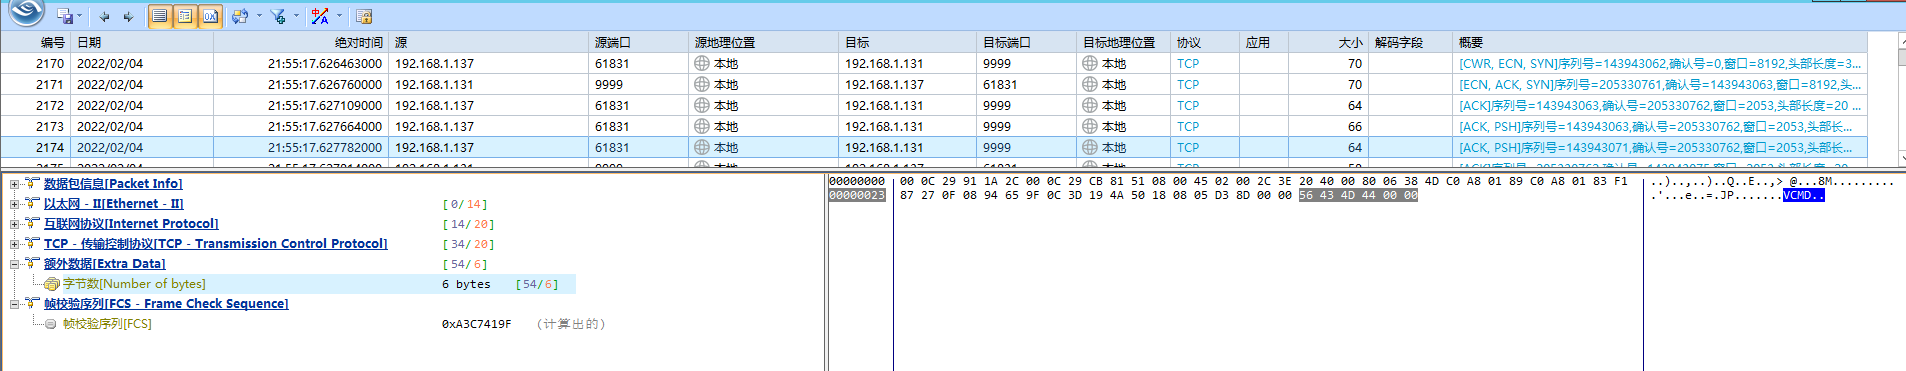 编号 日期 绝对时间 源 源端口 源地理位置 目标 目标端口 目标地理位置 协议 应用 大小 解码字段 概要
2170 2022/02/04 21:55:17.626463000 192.168.1.137 61831 本地 192.168.1.131 9999 本地 TCP 70 [CWR, ECN, SYN]序列号=143943062,确认号=0,窗口=8192,头部长度=3...
2171 2022/02/04 21:55:17.626760000 192.168.1.131 9999 本地 192.168.1.137 61831 本地 TCP 70 [ECN, ACK, SYN]序列号=205330761,确认号=143943063,窗口=8192,头...
2172 2022/02/04 21:55:17.627109000 192.168.1.137 61831 本地 192.168.1.131 9999 本地 TCP 64 [ACK]序列号=143943063,确认号=205330762,窗口=2053,头部长度=20 ...
2173 2022/02/04 21:55:17.627664000 192.168.1.137 61831 本地 192.168.1.131 9999 本地 TCP 66 [ACK, PSH]序列号=143943063,确认号=205330762,窗口=2053,头部长...
2174 2022/02/04 21:55:17.627782000 192.168.1.137 61831 本地 192.168.1.131 9999 本地 TCP 64 [ACK, PSH]序列号=143943071,确认号=205330762,窗口=2053,头部长度...
数据包信息[Packet Info]
以太网 - II[Ethernet - II] [0/14]
互联网协议[Internet Protocol] [14/20]
TCP - 传输控制协议[TCP - Transmission Control Protocol] [34/20]
额外数据[Extra Data] [54/6]
字节数[Number of bytes] 6 bytes [54/6]
帧校验序列[FCS - Frame Check Sequence]
帧校验序列[FCS] 0xA3C7419F (计算出的)
00000000 00 0C 29 91 1A 2C 00 0C 29 CB 81 51 08 00 45 02 00 2C 3E 20 40 00 80 06 38 4D C0 A8 01 89 C0 A8 01 83 F1 ..)..,..)..Q..E..,> @...8M.........
00000023 87 27 0F 08 94 65 9F 0C 3D 19 4A 50 18 08 05 D3 8D 00 00 56 43 4D 44 00 00 .'...e..=.JP.......VCMD..